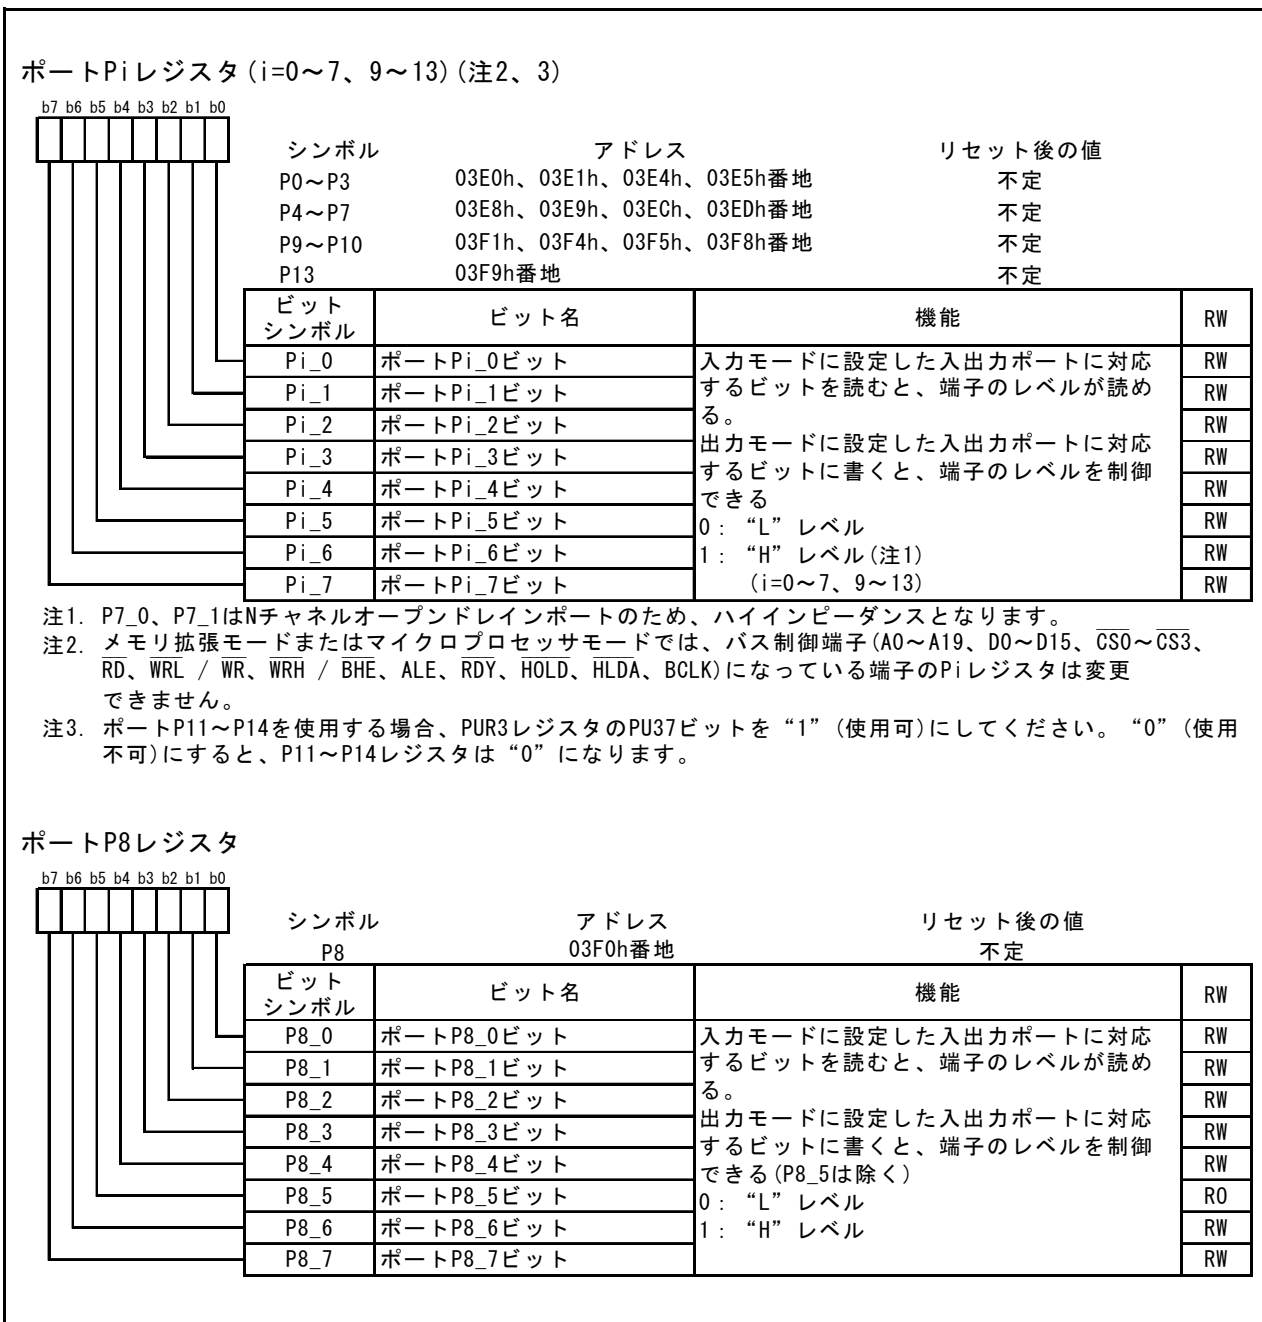 ポートPiレジスタ(i=0～7、9～13)(注2、3)
b7 b6 b5 b4 b3 b2 b1 b0
シンボル アドレス リセット後の値
P0～P3 03E0h、03E1h、03E4h、03E5h番地 不定
P4～P7 03E8h、03E9h、03ECh、03EDh番地 不定
P9～P10 03F1h、03F4h、03F5h、03F8h番地 不定
P13 03F9h番地 不定
ビット
シンボル ビット名 機能 RW
Pi_0 ポートPi_0ビット RW
Pi_1 ポートPi_1ビット RW
Pi_2 ポートPi_2ビット RW
Pi_3 ポートPi_3ビット RW
Pi_4 ポートPi_4ビット RW
Pi_5 ポートPi_5ビット RW
Pi_6 ポートPi_6ビット RW
Pi_7 ポートPi_7ビット RW
入力モードに設定した入出力ポートに対応
するビットを読むと、端子のレベルが読め
る。
出力モードに設定した入出力ポートに対応
するビットに書くと、端子のレベルを制御
できる
0: “L”レベル
1: “H”レベル(注1)
(i=0～7、9～13)
注1. P7_0、P7_1はNチャネルオープンドレインポートのため、ハイインピーダンスとなります。
注2. メモリ拡張モードまたはマイクロプロセッサモードでは、バス制御端子(A0～A19、D0～D15、CS0～CS3、
RD、WRL / WR、WRH / BHE、ALE、RDY、HOLD、HLDA、BCLK)になっている端子のPiレジスタは変更
できません。
注3. ポートP11～P14を使用する場合、PUR3レジスタのPU37ビットを“1”(使用可)にしてください。“0”(使用
不可)にすると、P11～P14レジスタは“0”になります。
ポートP8レジスタ
b7 b6 b5 b4 b3 b2 b1 b0
シンボル アドレス リセット後の値
P8 03F0h番地 不定
ビット
シンボル ビット名 機能 RW
P8_0 ポートP8_0ビット RW
P8_1 ポートP8_1ビット RW
P8_2 ポートP8_2ビット RW
P8_3 ポートP8_3ビット RW
P8_4 ポートP8_4ビット RW
P8_5 ポートP8_5ビット RO
P8_6 ポートP8_6ビット RW
P8_7 ポートP8_7ビット RW
入力モードに設定した入出力ポートに対応
するビットを読むと、端子のレベルが読め
る。
出力モードに設定した入出力ポートに対応
するビットに書くと、端子のレベルを制御
できる(P8_5は除く)
0: “L”レベル
1: “H”レベル